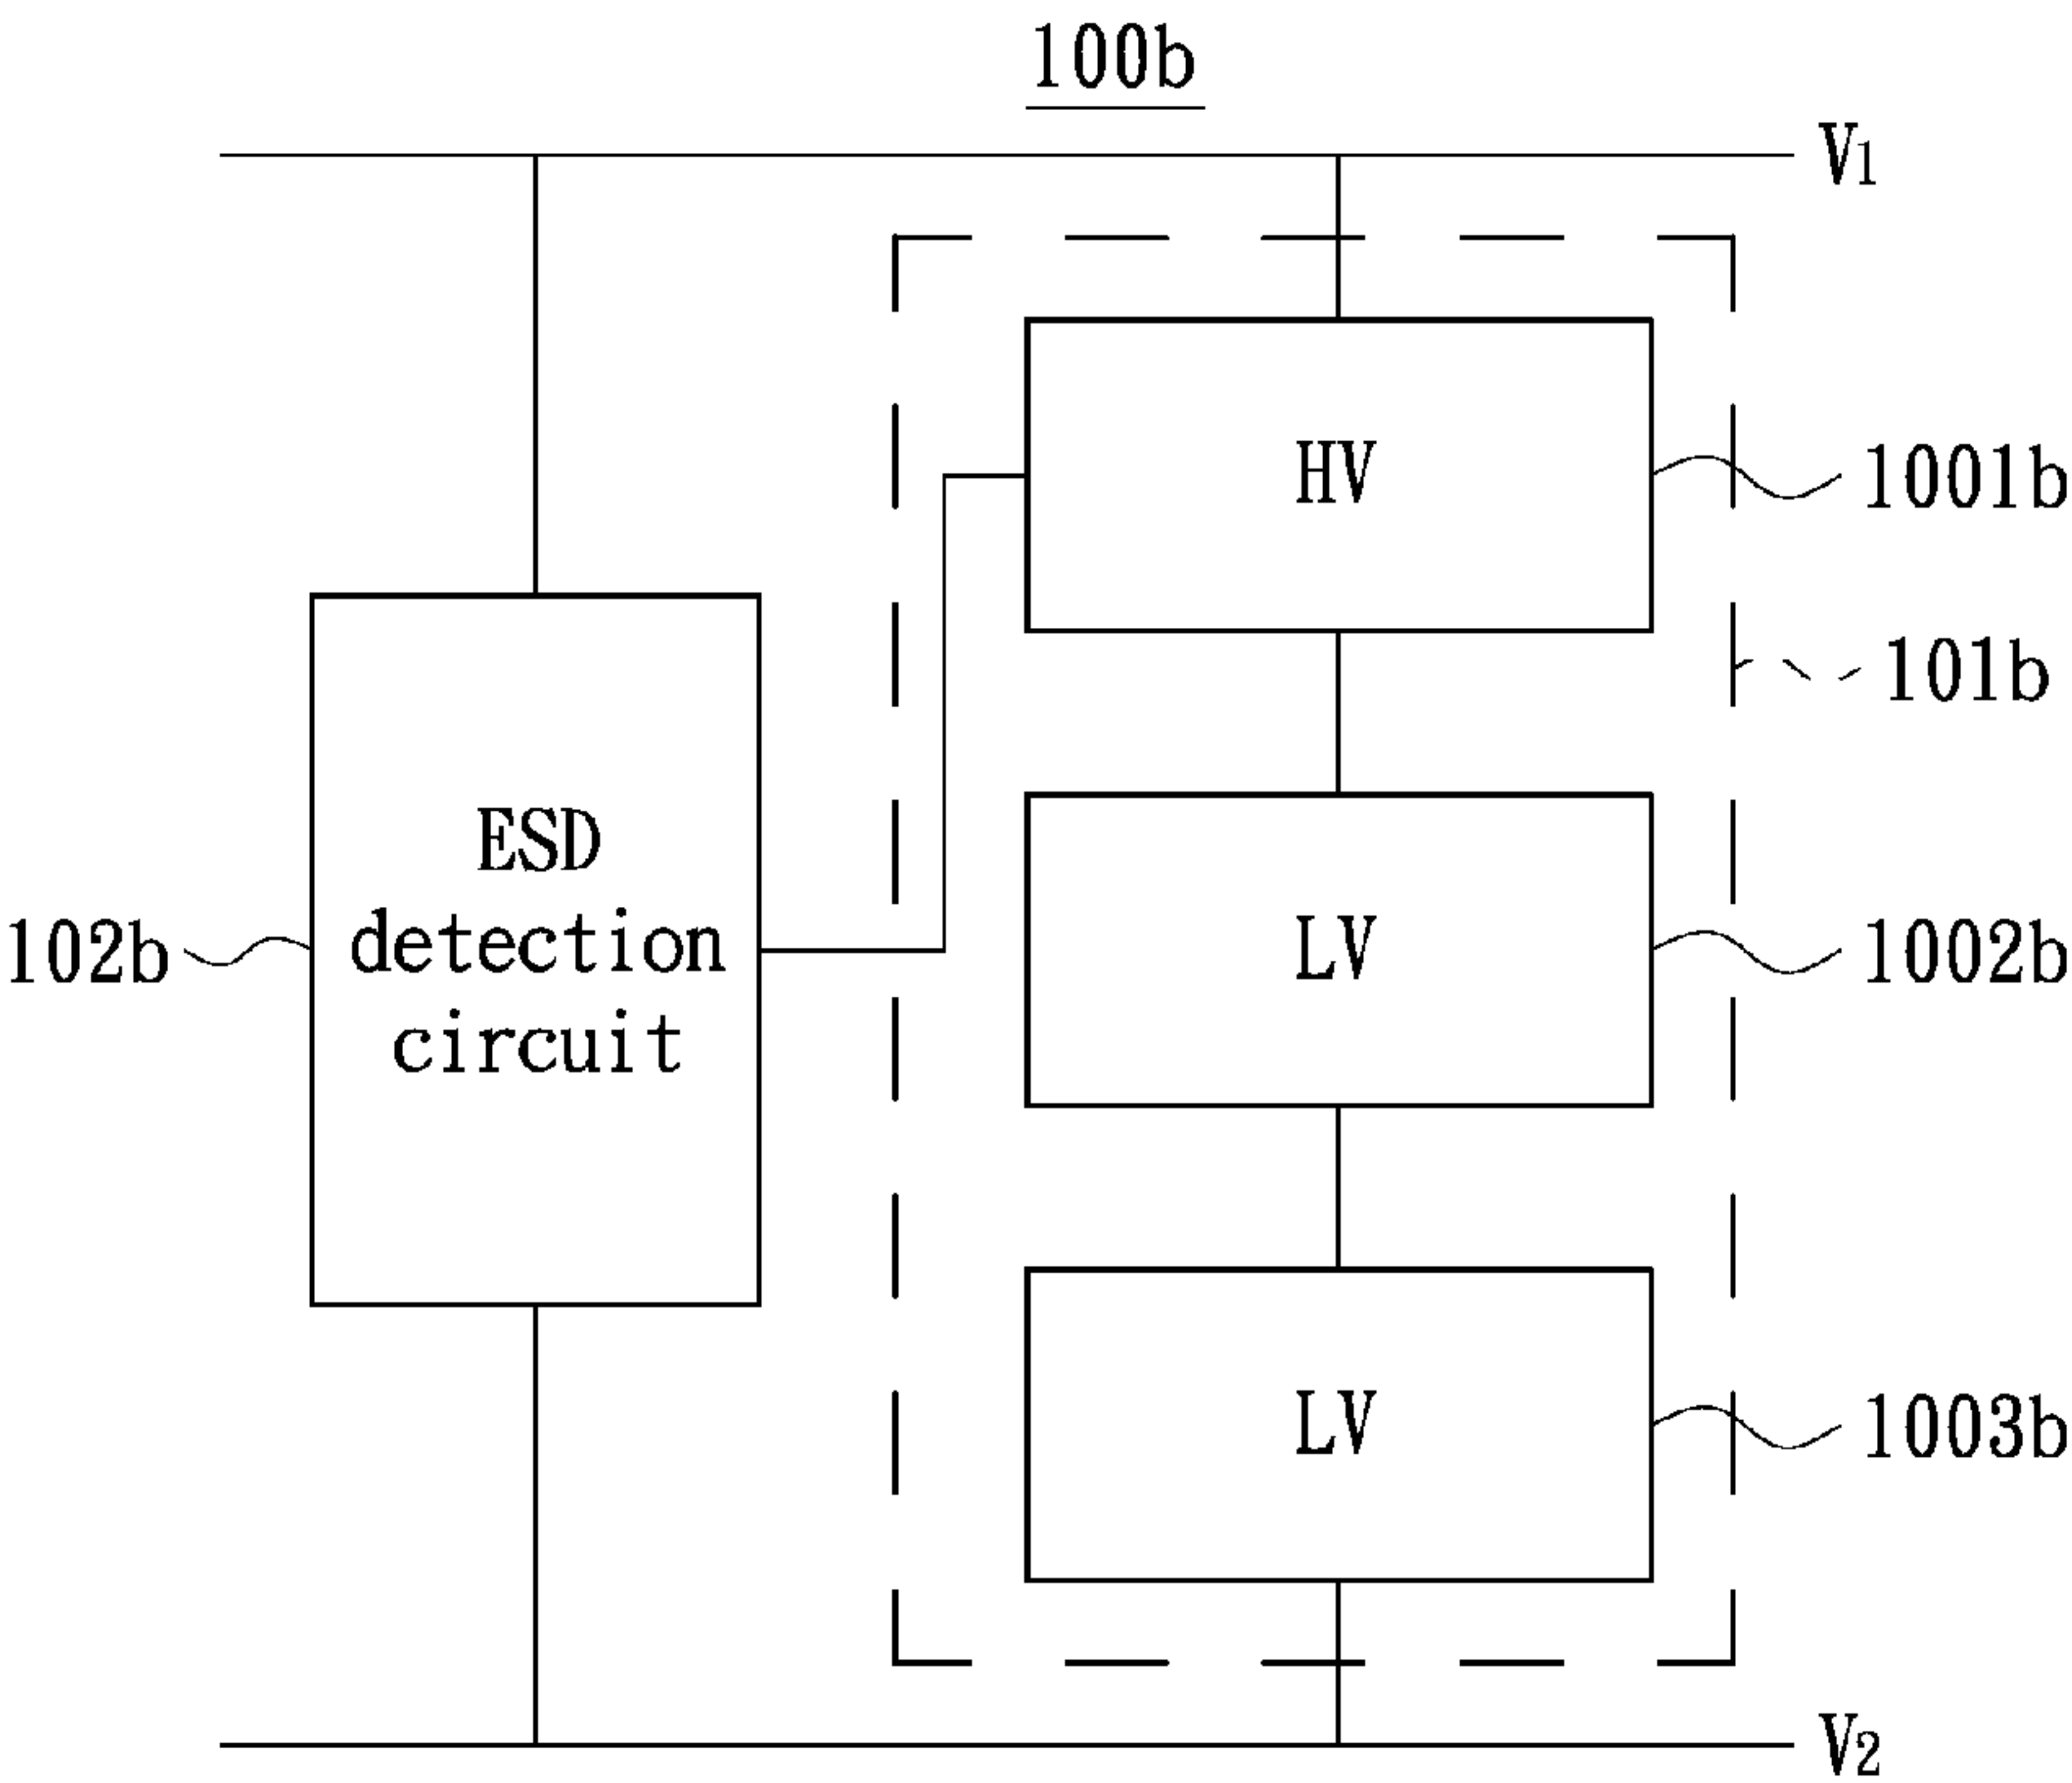 100b
V1
HV
1001b
101b
ESD
detection
circuit
102b
LV
1002b
LV
1003b
V2